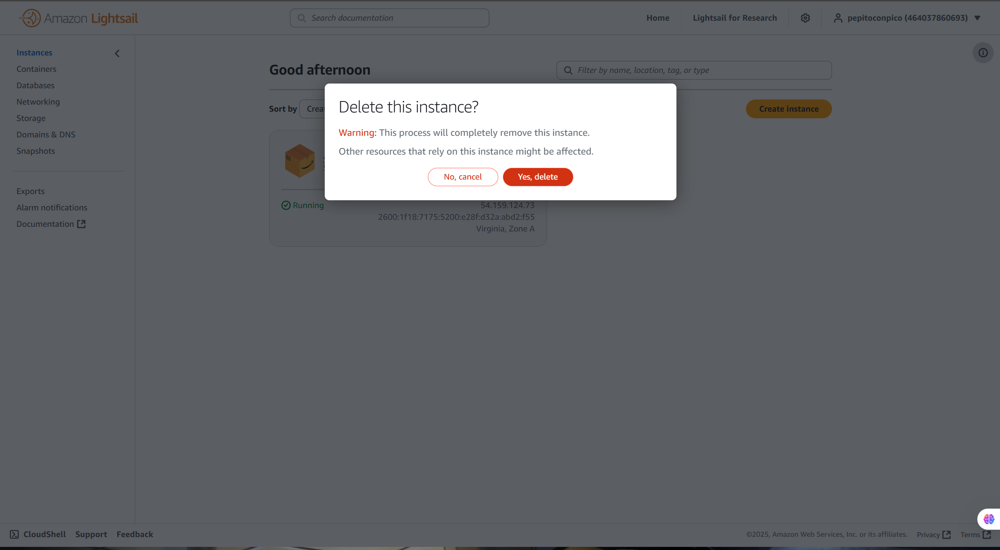 Amazon Lightsail
Search documentation
Home
Lightsail for Research
pepitoconpico (464037860693)
Instances
Containers
Databases
Networking
Storage
Domains & DNS
Snapshots
Exports
Alarm notifications
Documentation
Good afternoon
Filter by name, location, tag, or type
Sort by
Create instance
Delete this instance?
Warning: This process will completely remove this instance.
Other resources that rely on this instance might be affected.
No, cancel
Yes, delete
Running
54.159.124.73
2600:1f18:7175:5200:e28f:d32a:abd2:f55
Virginia, Zone A
CloudShell
Support
Feedback
©2025, Amazon Web Services, Inc. or its affiliates.
Privacy
Terms